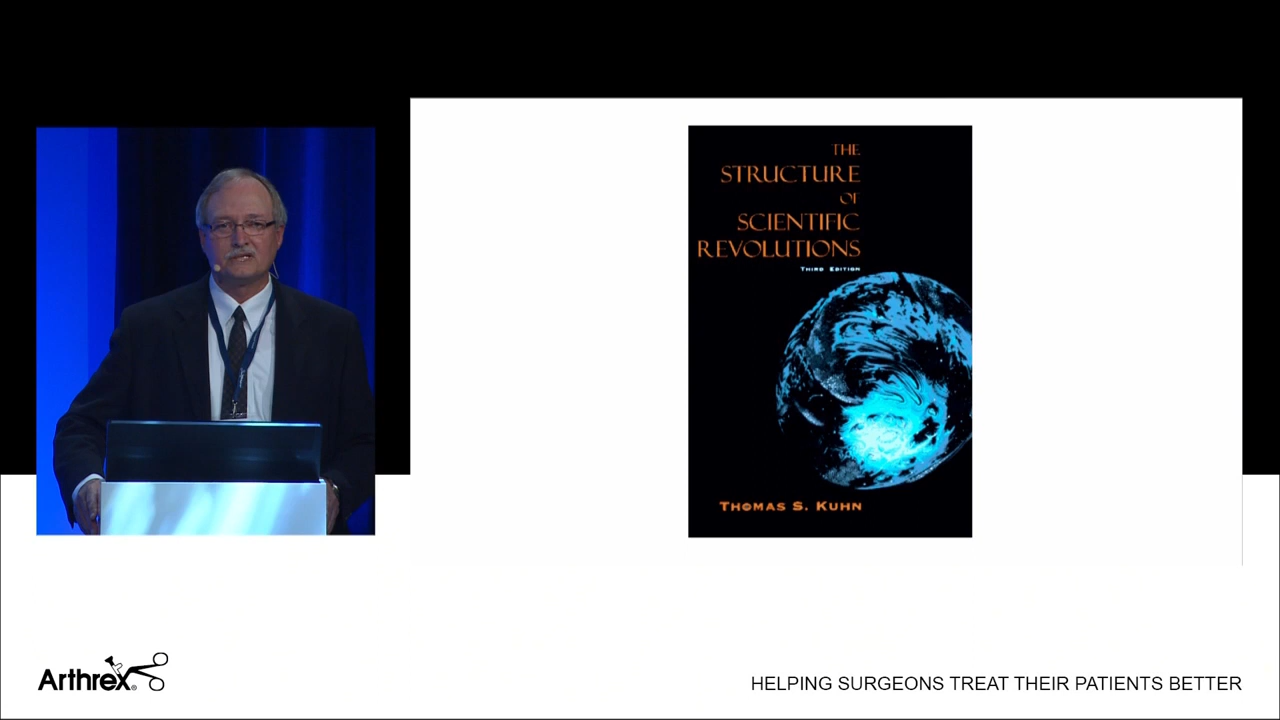 THE
STRUCTURE
OF
SCIENTIFIC
REVOLUTIONS
THIRD EDITION
THOMAS S. KUHN
Arthrex®
HELPING SURGEONS TREAT THEIR PATIENTS BETTER